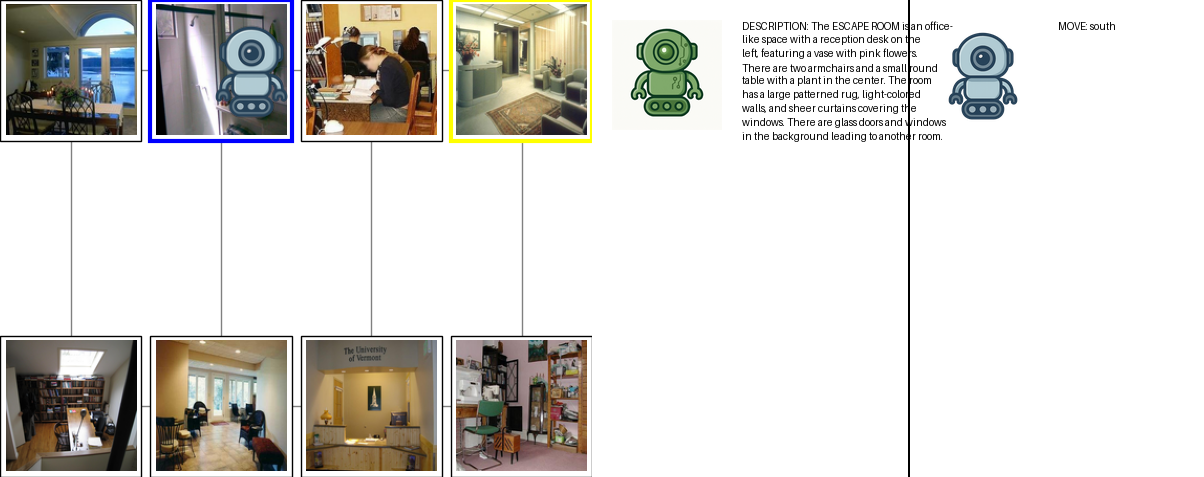 The University
of Vermont
DESCRIPTION: The ESCAPE ROOM is an office-
like space with a reception desk on the
left, featuring a vase with pink flowers.
There are two armchairs and a small round
table with a plant in the center. The room
has a large patterned rug, light-colored
walls, and sheer curtains covering the
windows. There are glass doors and windows
in the background leading to another room.
MOVE: south